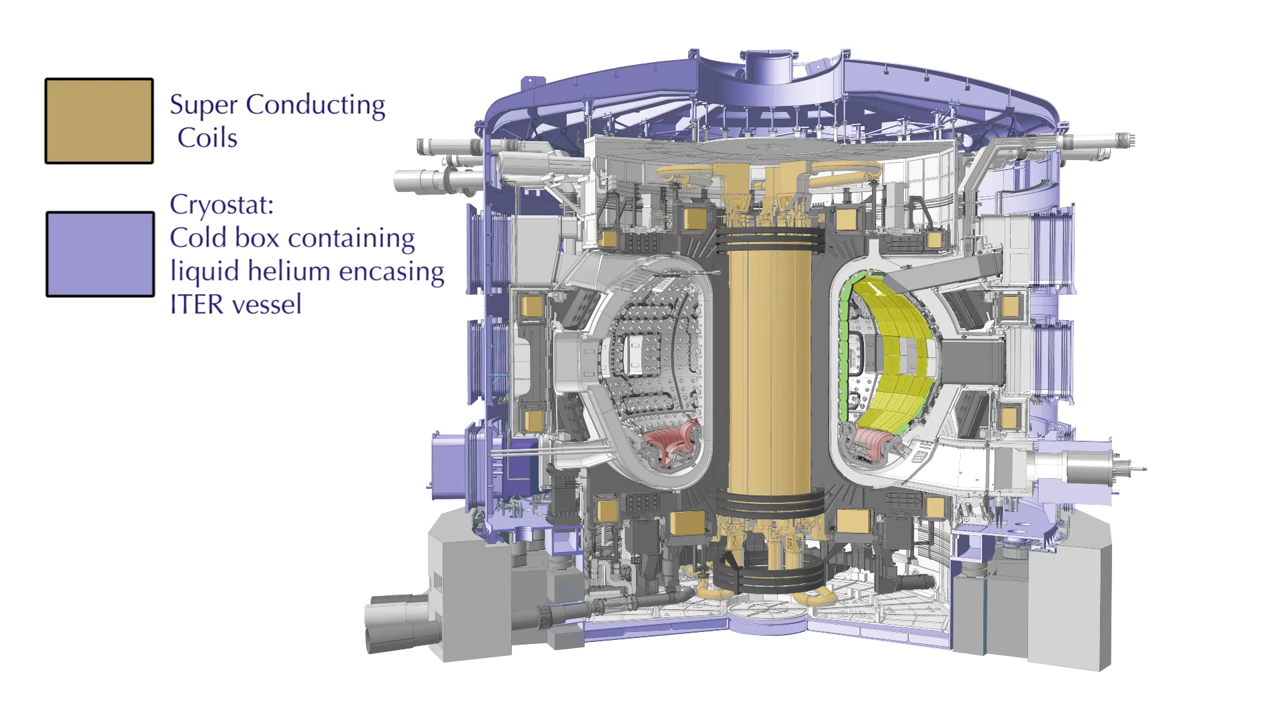 Super Conducting
Coils
Cryostat:
Cold box containing
liquid helium encasing
ITER vessel